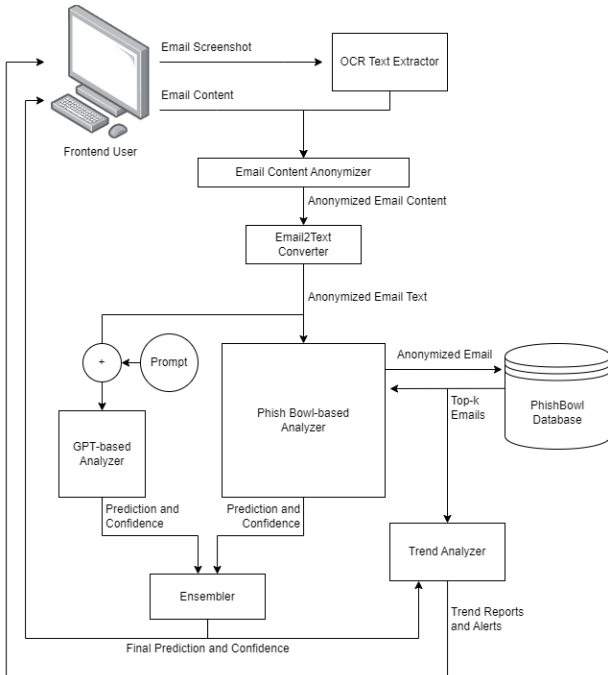 Email Screenshot
OCR Text Extractor
Email Content
Frontend User
Email Content Anonymizer
Anonymized Email Content
Email2Text
Converter
Anonymized Email Text
+
Prompt
Phish Bowl-based
Analyzer
Anonymized Email
PhishBowl
Database
Top-k
Emails
GPT-based
Analyzer
Prediction and
Confidence
Prediction and
Confidence
Trend Analyzer
Ensembler
Trend Reports
and Alerts
Final Prediction and Confidence